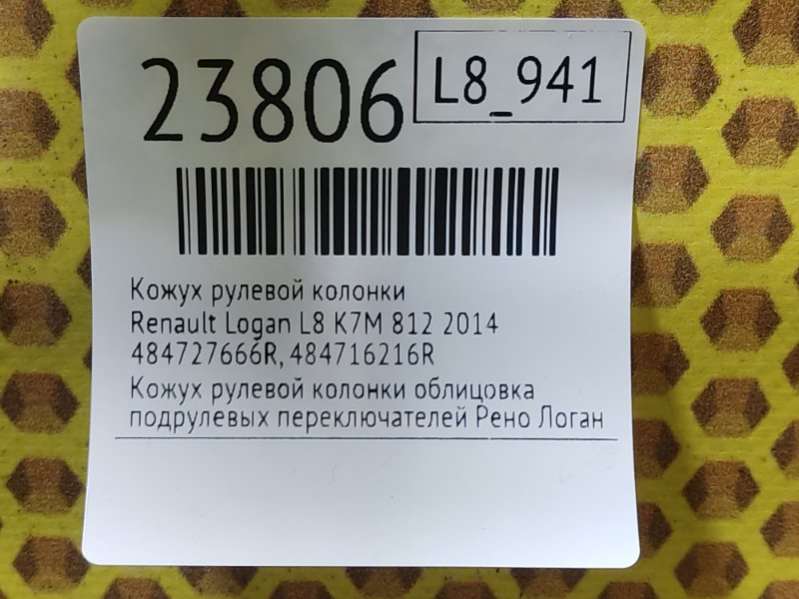 23806
L8_941
Кожух рулевой колонки
Renault Logan L8 K7M 812 2014
484727666R, 484716216R
Кожух рулевой колонки облицовка
подрулевых переключателей Рено Логан